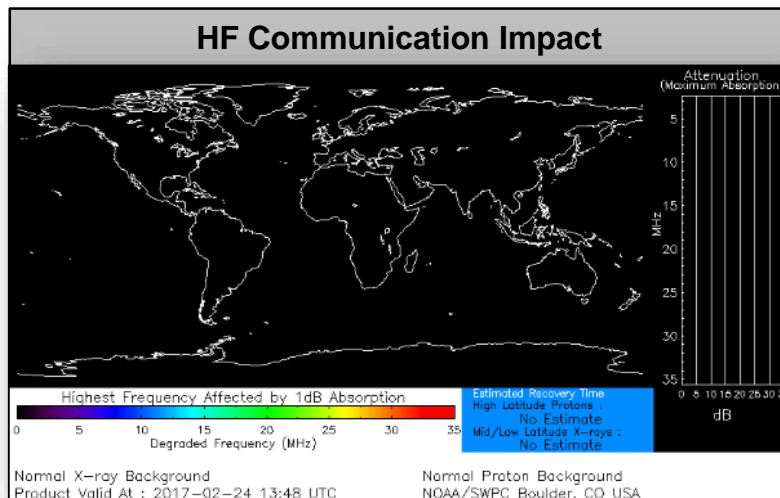 HF Communication Impact
Attenuation
(Maximum Absorption)
5
10
15
20
25
30
35
MHz
0 5 10 15 20 25 30
dB
Highest Frequency Affected by 1dB Absorption
0 5 10 15 20 25 30 35
Degraded Frequency (MHz)
Estimated Recovery Time
High Latitude Protons :
No Estimate
Mid/Low Latitude X-rays :
No Estimate
Normal X-ray Background
Product Valid At : 2017-02-24 13:48 UTC
Normal Proton Background
NOAA/SWPC Boulder, CO USA